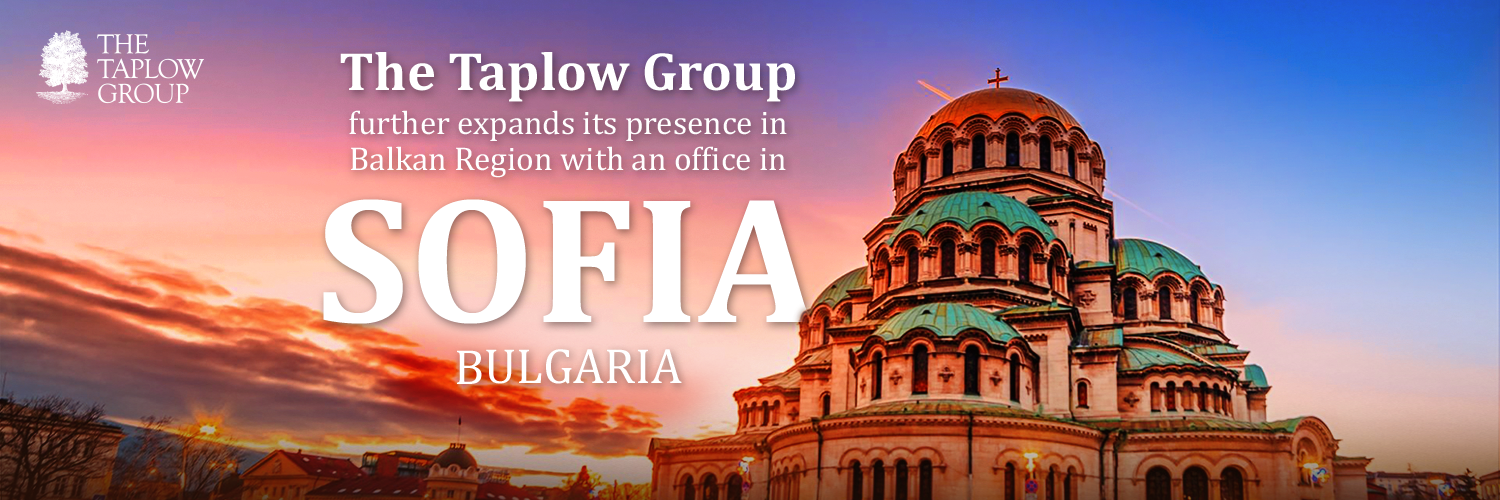 THE
TAPLOW
GROUP
The Taplow Group
further expands its presence in
Balkan Region with an office in
SOFIA
BULGARIA